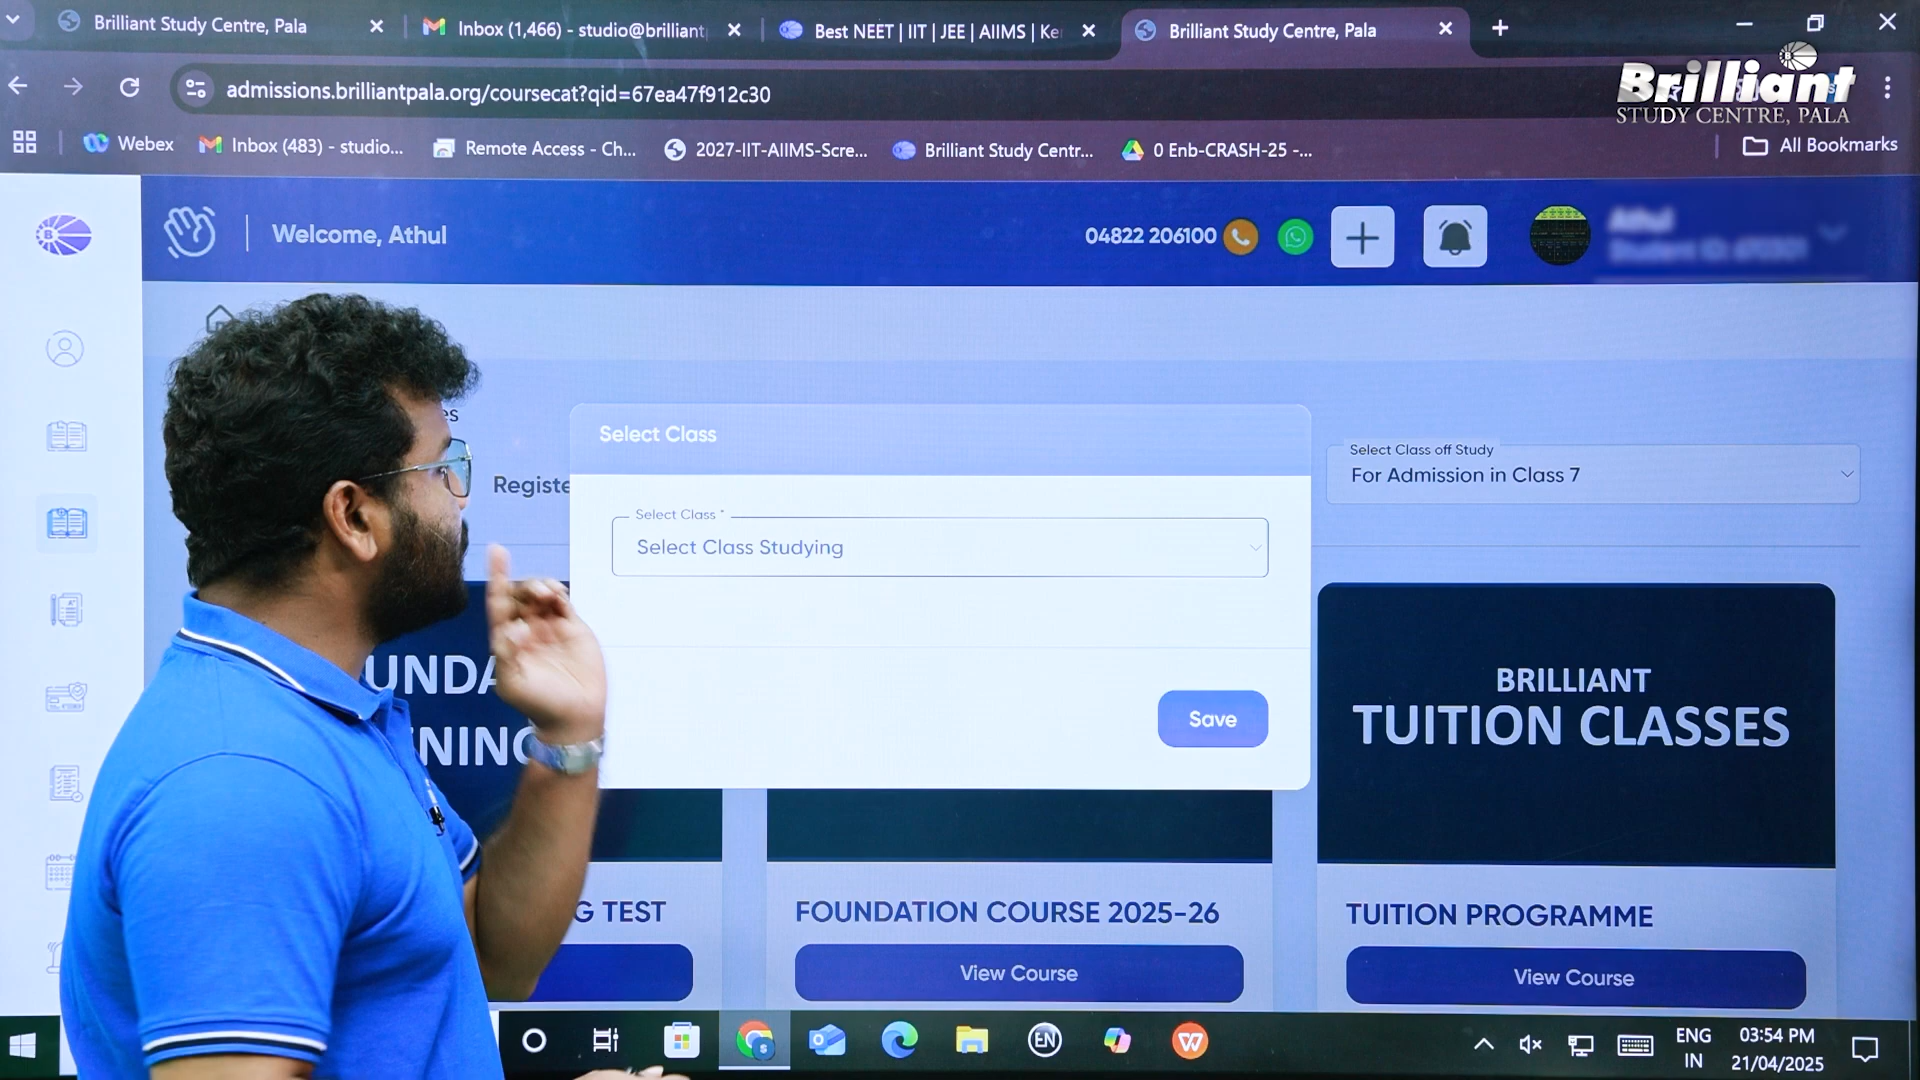 Brilliant Study Centre, Pala
Inbox (1,466) - studio@brilliant
Best NEET | IIT | JEE | AIIMS | Ke
Brilliant Study Centre, Pala
admissions.brilliantpala.org/coursecat?qid=67ea47f912c30
Brilliant
STUDY CENTRE, PALA
Webex
Inbox (483) - studio...
Remote Access - Ch...
2027-IIT-AIIMS-Scre...
Brilliant Study Centr...
0 Enb-CRASH-25 -...
All Bookmarks
Welcome, Athul
04822 206100
Athul
es
Registe
Select Class
Select Class *
Select Class Studying
Save
Select Class off Study
For Admission in Class 7
UNDA
NING
BRILLIANT
TUITION CLASSES
G TEST
FOUNDATION COURSE 2025-26
View Course
TUITION PROGRAMME
View Course
EN
ENG
IN
03:54 PM
21/04/2025